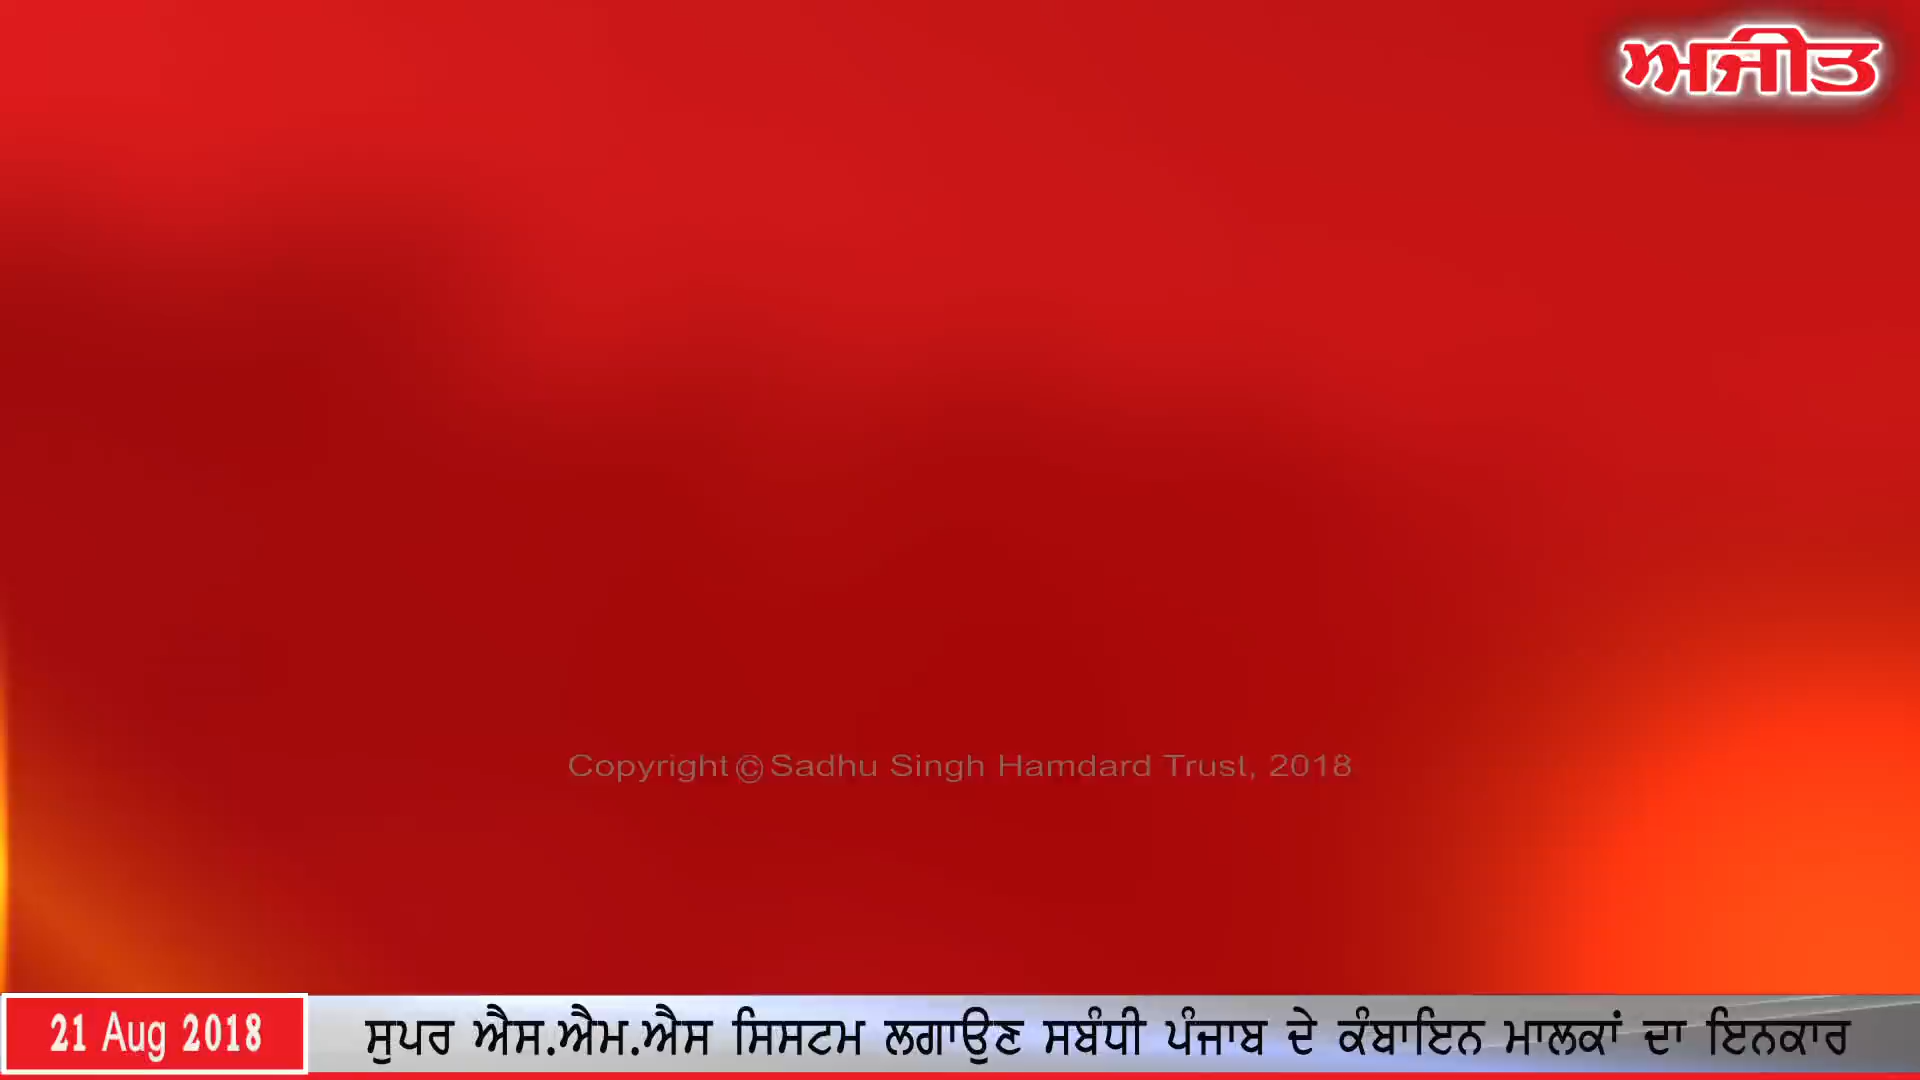 ਅਜੀਤ
Copyright © Sadhu Singh Hamdard Trust, 2018
21 Aug 2018
ਸੁਪਰ ਐਸ.ਐਮ.ਐਸ ਸਿਸਟਮ ਲਗਾਉਣ ਸਬੰਧੀ ਪੰਜਾਬ ਦੇ ਕੰਬਾਇਨ ਮਾਲਕਾਂ ਦਾ ਇਨਕਾਰ